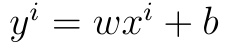 y^i = wx^i + b